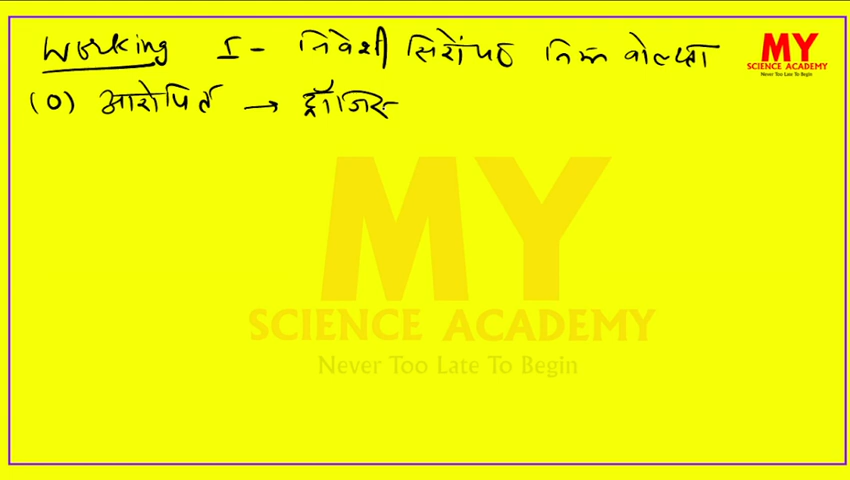 Working I - निवेशी सिरों पर निम्न वोल्टता
(0) आरोपित → ट्रांजिस
MY
SCIENCE ACADEMY
Never Too Late To Begin
MY
SCIENCE ACADEMY
Never Too Late To Begin